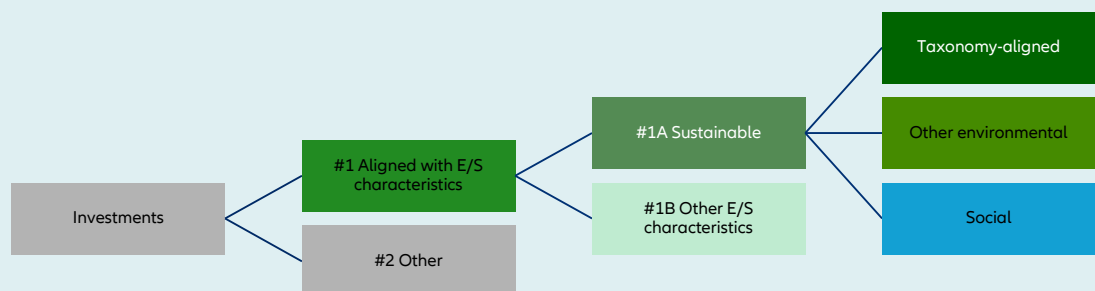 Investments
#1 Aligned with E/S
characteristics
#2 Other
#1A Sustainable
#1B Other E/S
characteristics
Taxonomy-aligned
Other environmental
Social